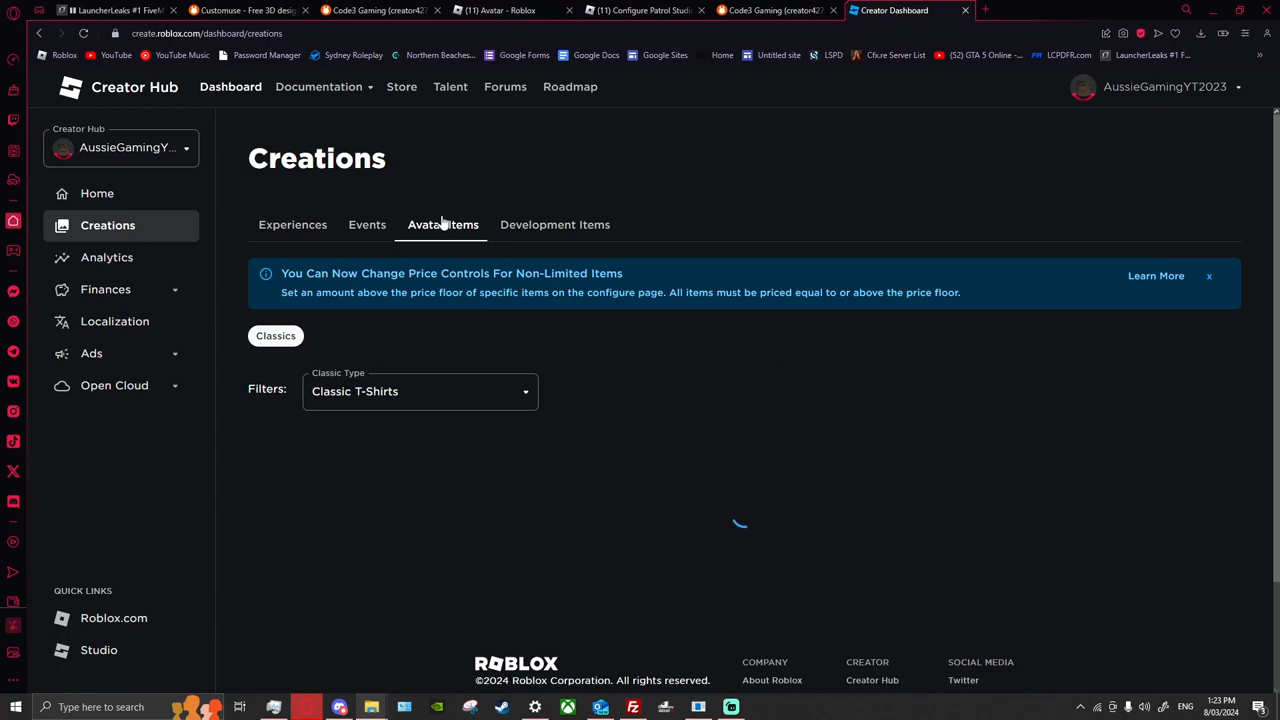 LauncherLeaks #1 FiveM
Customuse - Free 3D desig
Code3 Gaming (creator427
(11) Avatar - Roblox
(11) Configure Patrol Studi
Code3 Gaming (creator427
Creator Dashboard
create.roblox.com/dashboard/creations
Roblox
YouTube
YouTube Music
Password Manager
Sydney Roleplay
Northern Beaches...
Google Forms
Google Docs
Google Sites
Home
Untitled site
LSPD
Cfx.re Server List
(52) GTA 5 Online -...
LCPDFR.com
LauncherLeaks #1 F...
Creator Hub
Dashboard
Documentation
Store
Talent
Forums
Roadmap
AussieGamingYT2023
Creator Hub
AussieGamingY...
Home
Creations
Analytics
Finances
Localization
Ads
Open Cloud
QUICK LINKS
Roblox.com
Studio
Creations
Experiences
Events
Avatar Items
Development Items
You Can Now Change Price Controls For Non-Limited Items
Set an amount above the price floor of specific items on the configure page. All items must be priced equal to or above the price floor.
Learn More
x
Classics
Filters:
Classic Type
Classic T-Shirts
ROBLOX
©2024 Roblox Corporation. All rights reserved.
COMPANY
About Roblox
CREATOR
Creator Hub
SOCIAL MEDIA
Twitter
Type here to search
1:23 PM
8/03/2024